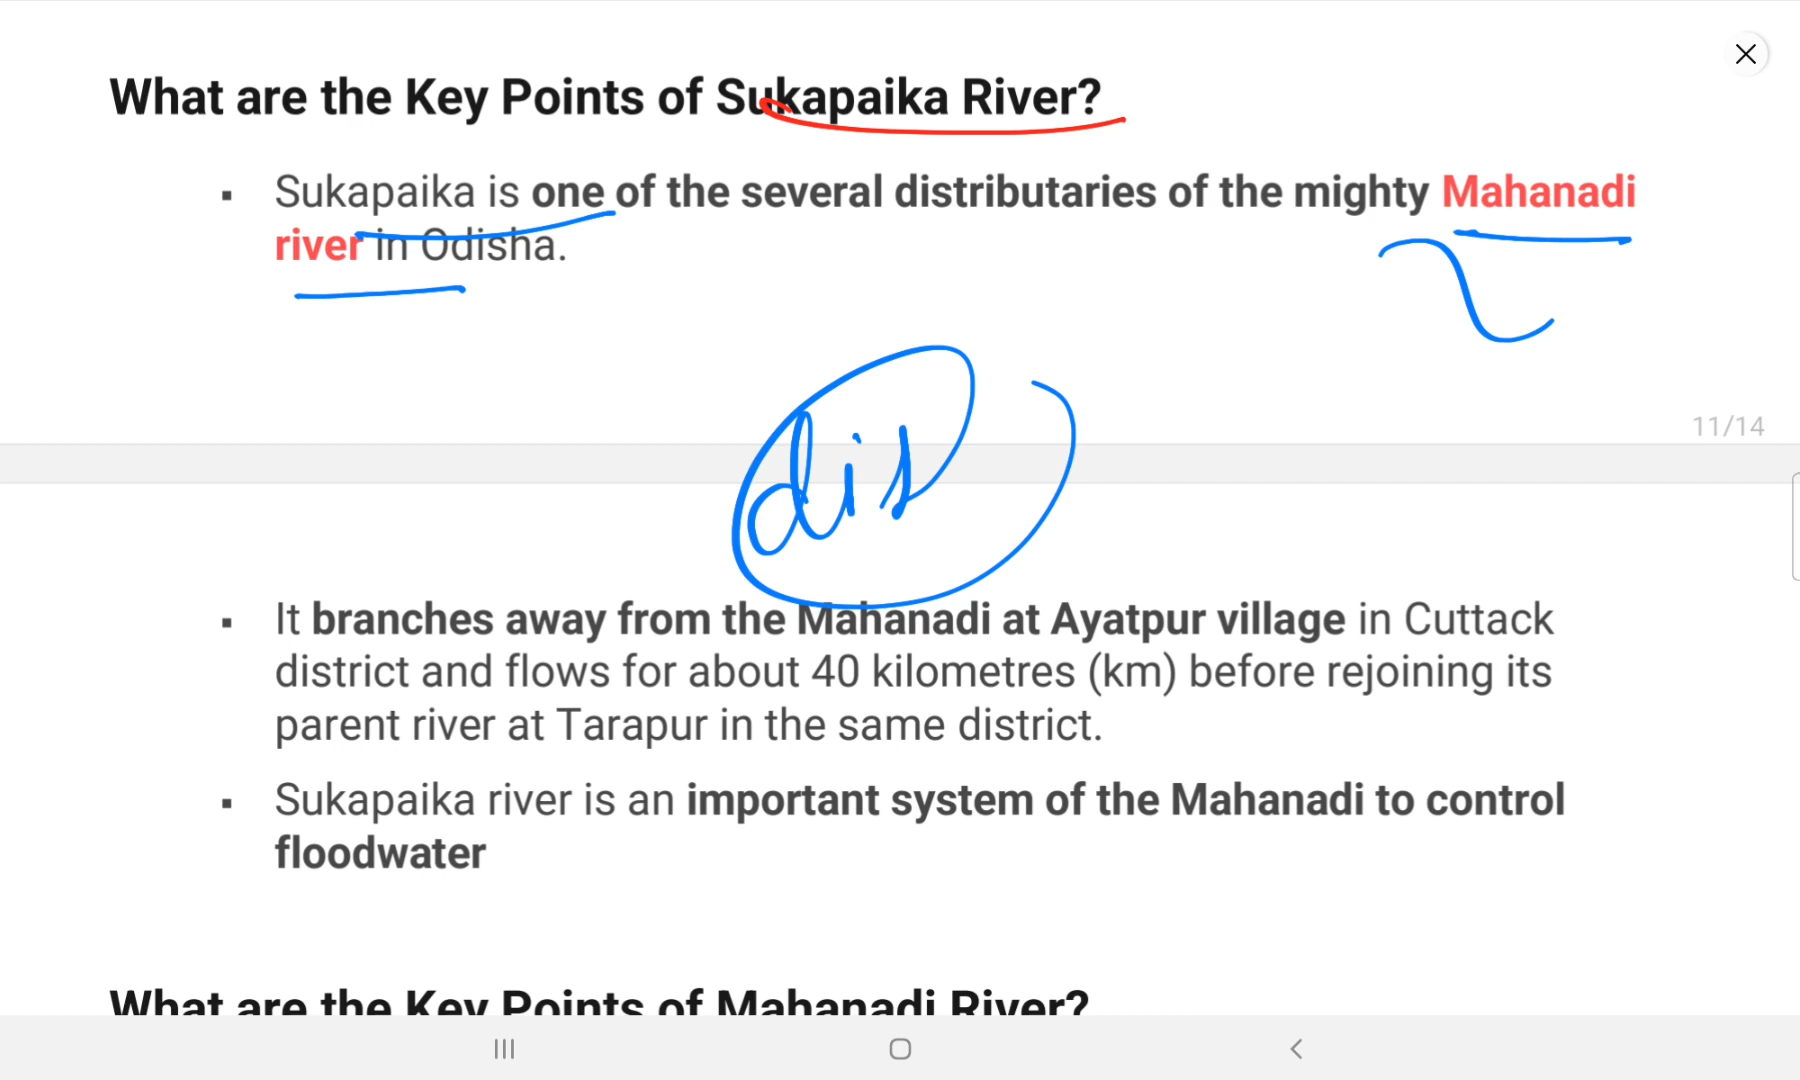 What are the Key Points of Sukapaika River?
▪ Sukapaika is one of the several distributaries of the mighty Mahanadi
river in Odisha.
11/14
dis
▪ It branches away from the Mahanadi at Ayatpur village in Cuttack
district and flows for about 40 kilometres (km) before rejoining its
parent river at Tarapur in the same district.
▪ Sukapaika river is an important system of the Mahanadi to control
floodwater
What are the Key Points of Mahanadi River?